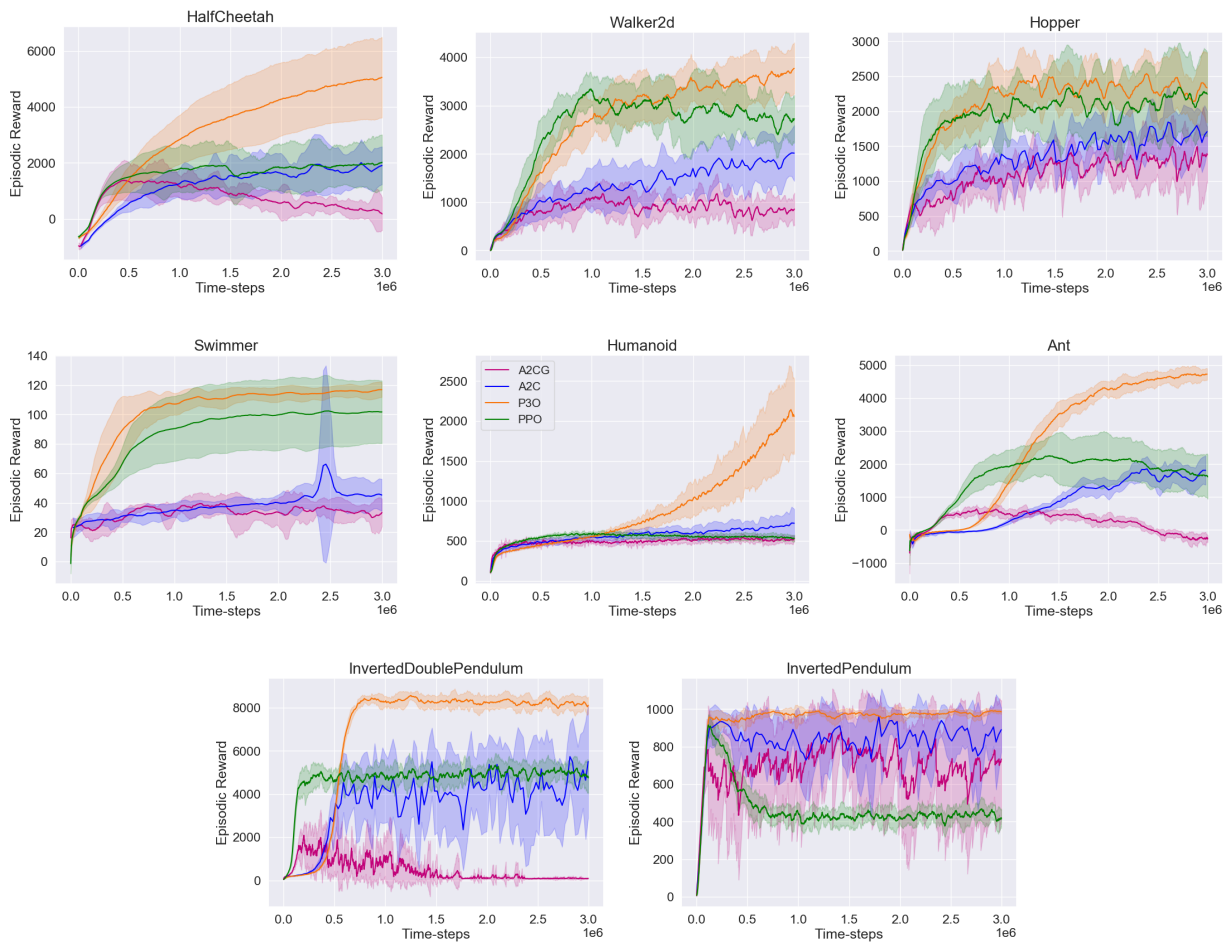 HalfCheetah
Episodic Reward
6000
4000
2000
0
0.0 0.5 1.0 1.5 2.0 2.5 3.0
Time-steps
1e6
Walker2d
Episodic Reward
4000
3000
2000
1000
0
0.0 0.5 1.0 1.5 2.0 2.5 3.0
Time-steps
1e6
Hopper
Episodic Reward
3000
2500
2000
1500
1000
500
0
0.0 0.5 1.0 1.5 2.0 2.5 3.0
Time-steps
1e6
Swimmer
Episodic Reward
140
120
100
80
60
40
20
0
0.0 0.5 1.0 1.5 2.0 2.5 3.0
Time-steps
1e6
Humanoid
Episodic Reward
2500
2000
1500
1000
500
0
A2CG
A2C
P3O
PPO
0.0 0.5 1.0 1.5 2.0 2.5 3.0
Time-steps
1e6
Ant
Episodic Reward
5000
4000
3000
2000
1000
0
−1000
0.0 0.5 1.0 1.5 2.0 2.5 3.0
Time-steps
1e6
InvertedDoublePendulum
Episodic Reward
8000
6000
4000
2000
0
0.0 0.5 1.0 1.5 2.0 2.5 3.0
Time-steps
1e6
InvertedPendulum
Episodic Reward
1000
800
600
400
200
0
0.0 0.5 1.0 1.5 2.0 2.5 3.0
Time-steps
1e6